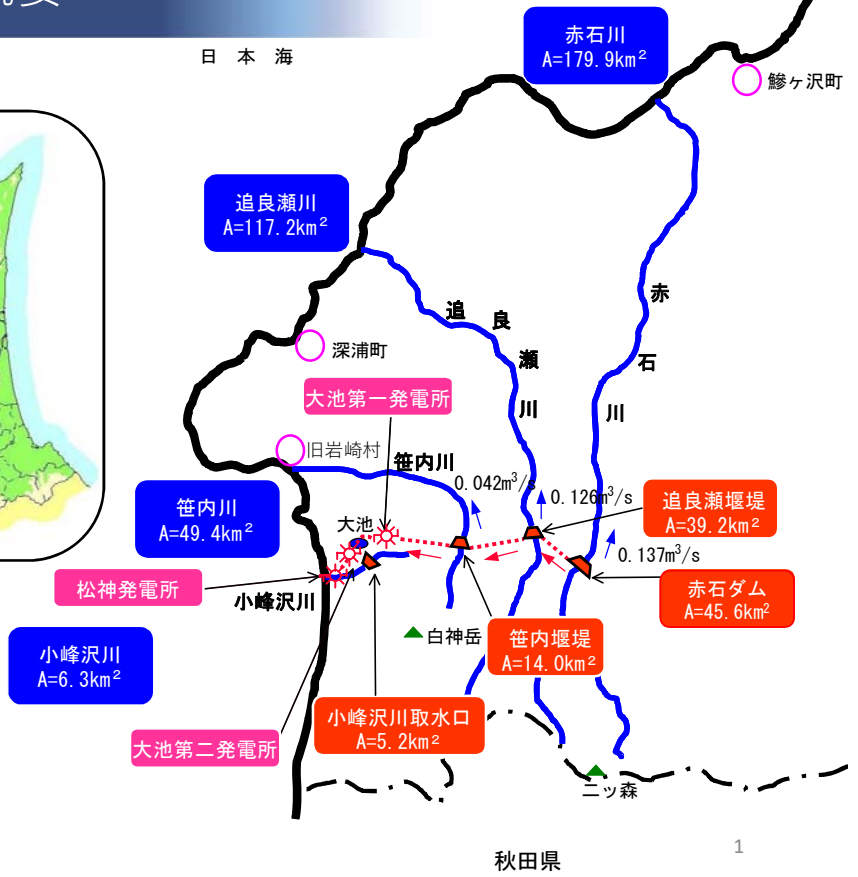 日 本 海
赤石川
A=179.9km²
鰺ヶ沢町
追良瀬川
A=117.2km²
追良瀬川
赤石川
深浦町
大池第一発電所
旧岩崎村
笹内川
0.042m³/s
0.126m³/s
追良瀬堰堤
A=39.2km²
笹内川
A=49.4km²
大池
0.137m³/s
松神発電所
小峰沢川
赤石ダム
A=45.6km²
白神岳
笹内堰堤
A=14.0km²
小峰沢川
A=6.3km²
小峰沢川取水口
A=5.2km²
大池第二発電所
二ッ森
秋田県
1